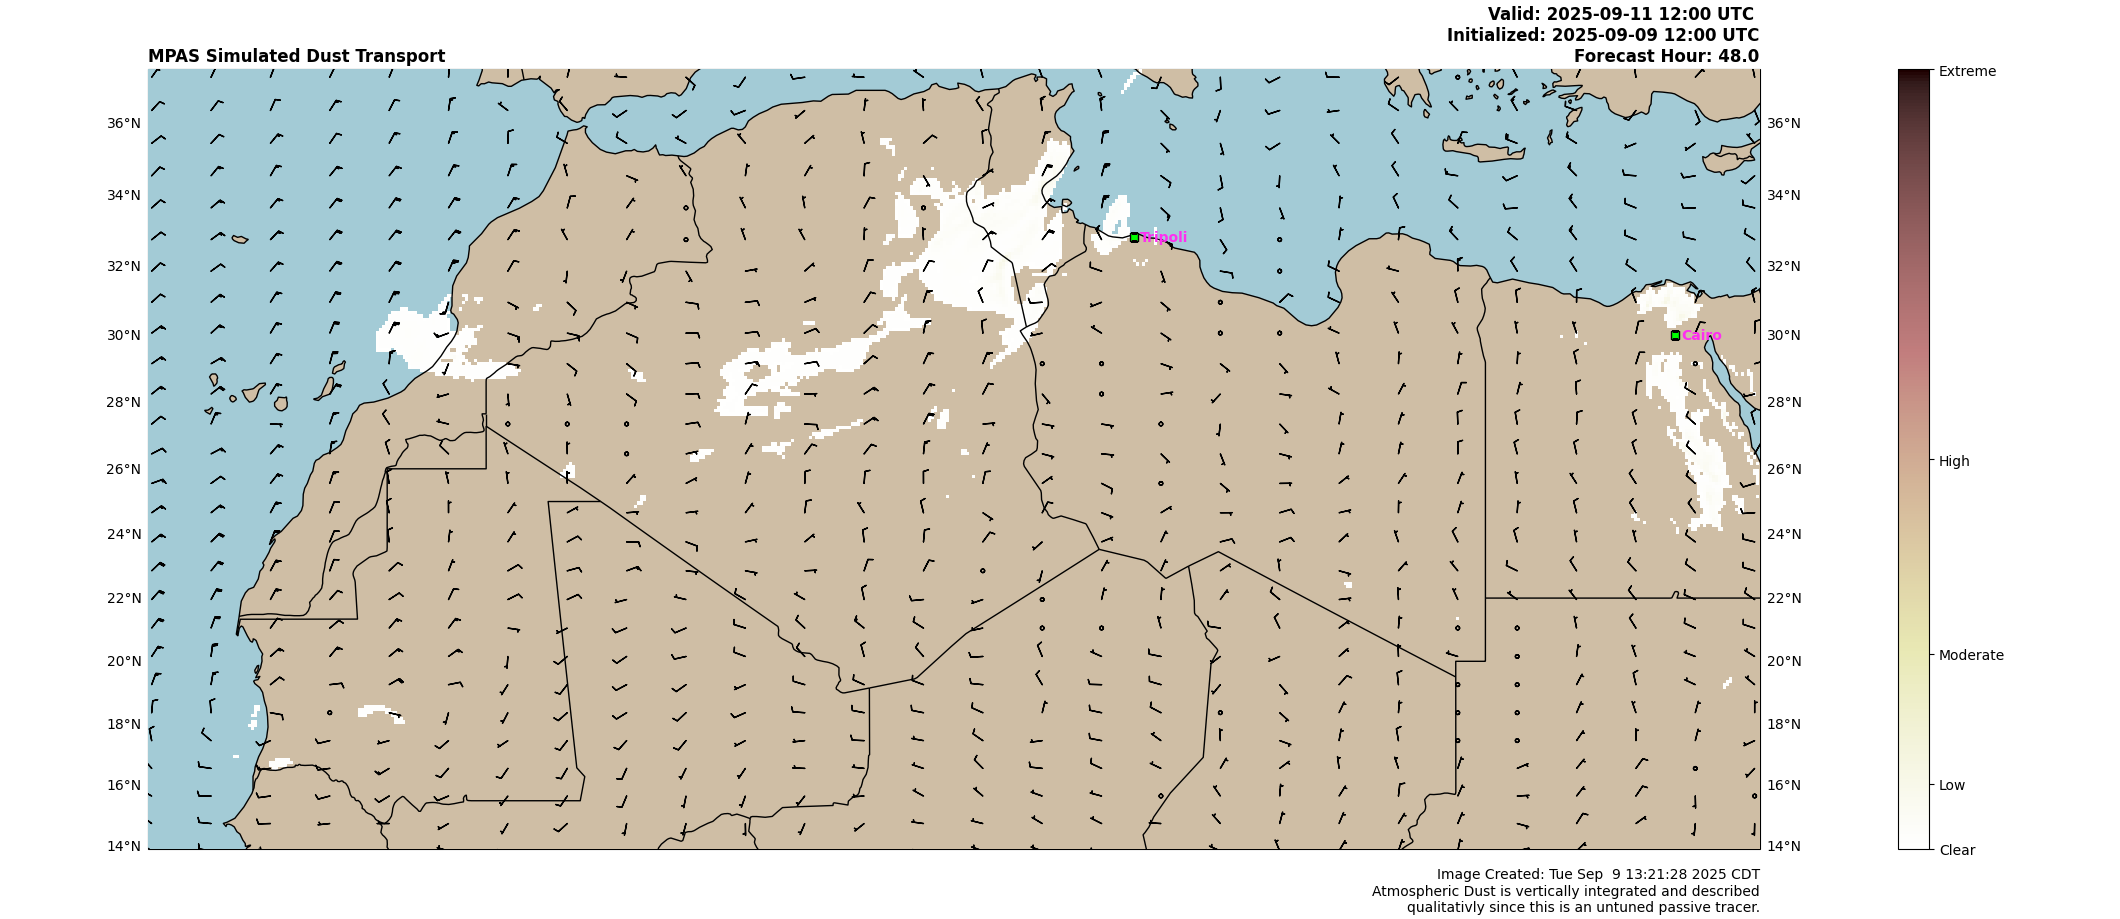 Valid: 2025-09-11 12:00 UTC
Initialized: 2025-09-09 12:00 UTC
MPAS Simulated Dust Transport
Forecast Hour: 48.0
Extreme
36°N
36°N
34°N
34°N
Tripoli
32°N
32°N
30°N
Cairo
30°N
28°N
28°N
26°N
26°N
High
24°N
24°N
22°N
22°N
Moderate
20°N
20°N
18°N
18°N
16°N
16°N
Low
14°N
14°N
Clear
Image Created: Tue Sep  9 13:21:28 2025 CDT
Atmospheric Dust is vertically integrated and described
qualitativly since this is an untuned passive tracer.